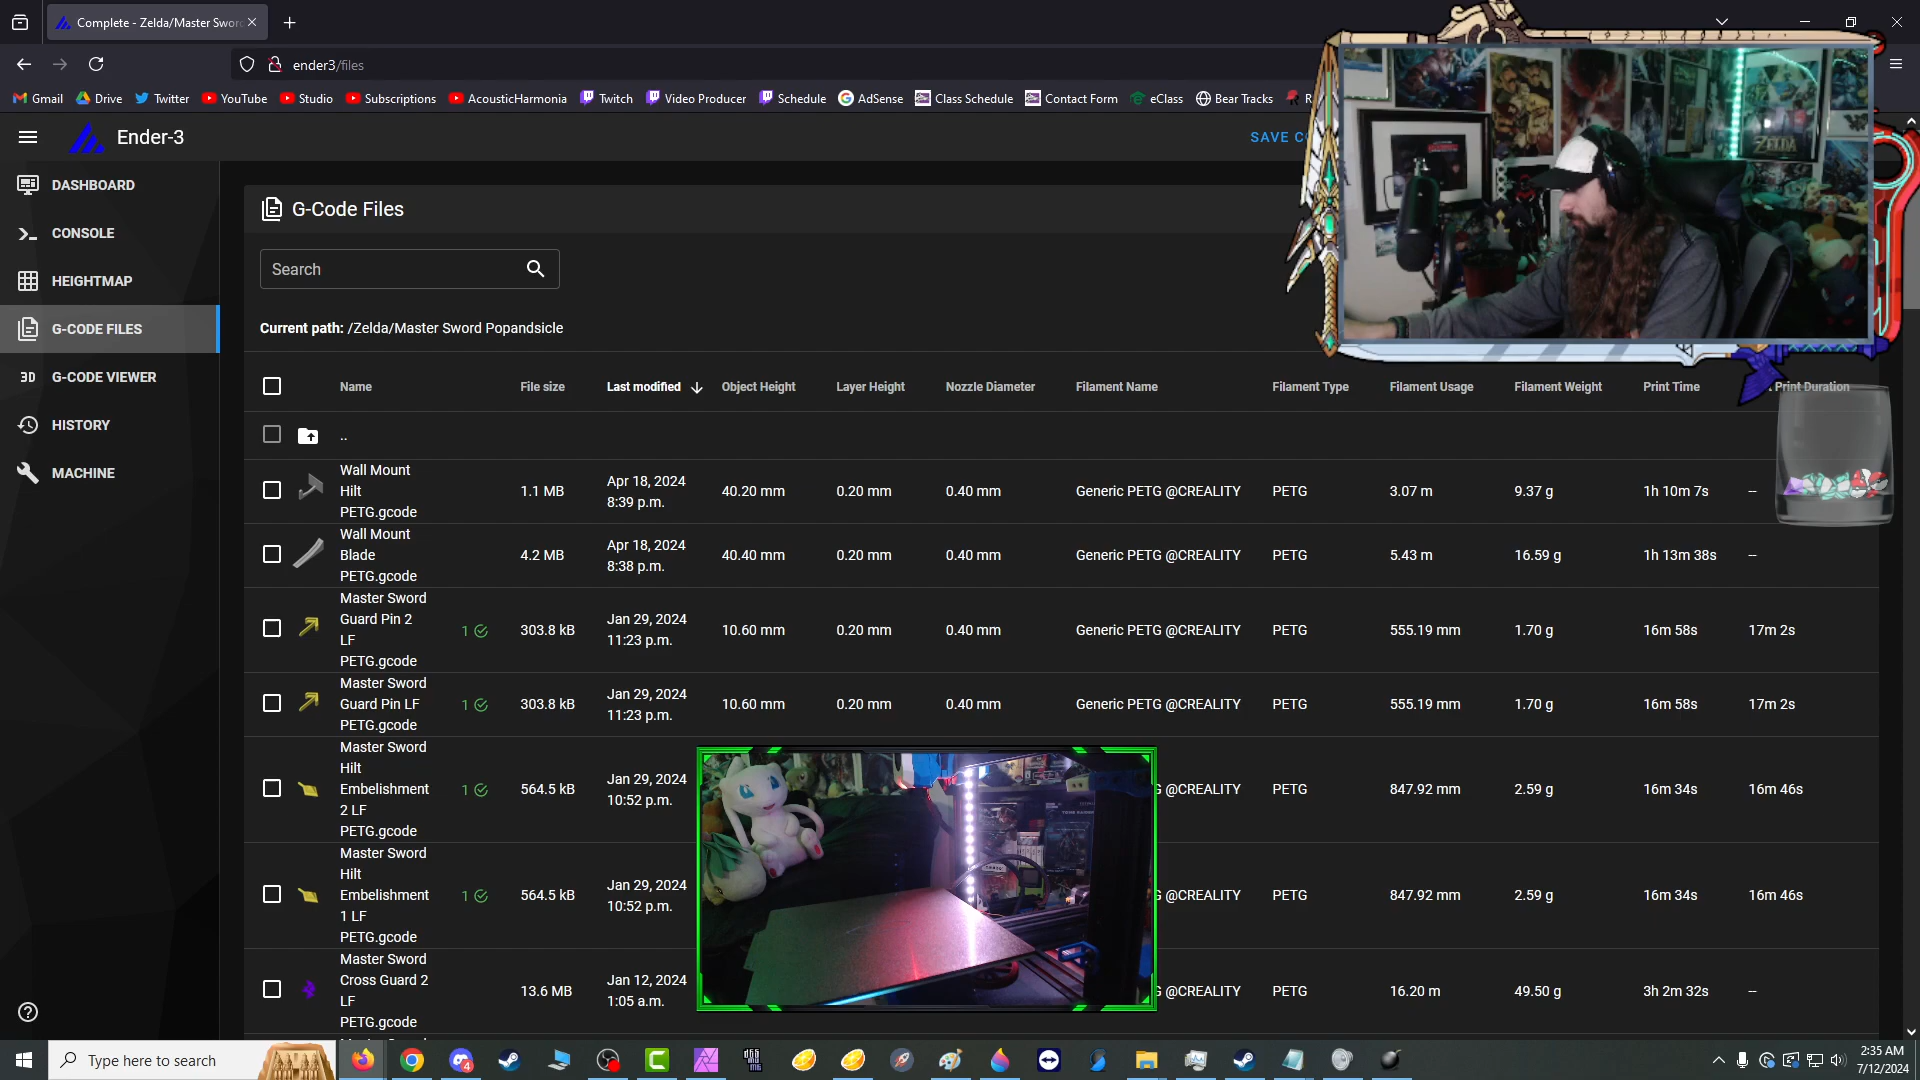 Complete - Zelda/Master Sword
ender3/files
Gmail Drive Twitter YouTube Studio Subscriptions AcousticHarmonia Twitch Video Producer Schedule AdSense Class Schedule Contact Form eClass Bear Tracks R
Ender-3
SAVE CO
DASHBOARD
CONSOLE
HEIGHTMAP
G-CODE FILES
3D G-CODE VIEWER
HISTORY
MACHINE
G-Code Files
Search
Current path: /Zelda/Master Sword Popandsicle
Name File size Last modified Object Height Layer Height Nozzle Diameter Filament Name Filament Type Filament Usage Filament Weight Print Time Print Duration
..
Wall Mount
Hilt
PETG.gcode
1.1 MB
Apr 18, 2024
8:39 p.m.
40.20 mm 0.20 mm 0.40 mm Generic PETG @CREALITY PETG 3.07 m 9.37 g 1h 10m 7s --
Wall Mount
Blade
PETG.gcode
4.2 MB
Apr 18, 2024
8:38 p.m.
40.40 mm 0.20 mm 0.40 mm Generic PETG @CREALITY PETG 5.43 m 16.59 g 1h 13m 38s --
Master Sword
Guard Pin 2
LF
PETG.gcode
1 303.8 kB
Jan 29, 2024
11:23 p.m.
10.60 mm 0.20 mm 0.40 mm Generic PETG @CREALITY PETG 555.19 mm 1.70 g 16m 58s 17m 2s
Master Sword
Guard Pin LF
PETG.gcode
1 303.8 kB
Jan 29, 2024
11:23 p.m.
10.60 mm 0.20 mm 0.40 mm Generic PETG @CREALITY PETG 555.19 mm 1.70 g 16m 58s 17m 2s
Master Sword
Hilt
Embelishment
2 LF
PETG.gcode
1 564.5 kB
Jan 29, 2024
10:52 p.m.
G @CREALITY PETG 847.92 mm 2.59 g 16m 34s 16m 46s
Master Sword
Hilt
Embelishment
1 LF
PETG.gcode
1 564.5 kB
Jan 29, 2024
10:52 p.m.
G @CREALITY PETG 847.92 mm 2.59 g 16m 34s 16m 46s
Master Sword
Cross Guard 2
LF
PETG.gcode
13.6 MB
Jan 12, 2024
1:05 a.m.
G @CREALITY PETG 16.20 m 49.50 g 3h 2m 32s --
ZELDA
Type here to search
4
2:35 AM
7/12/2024